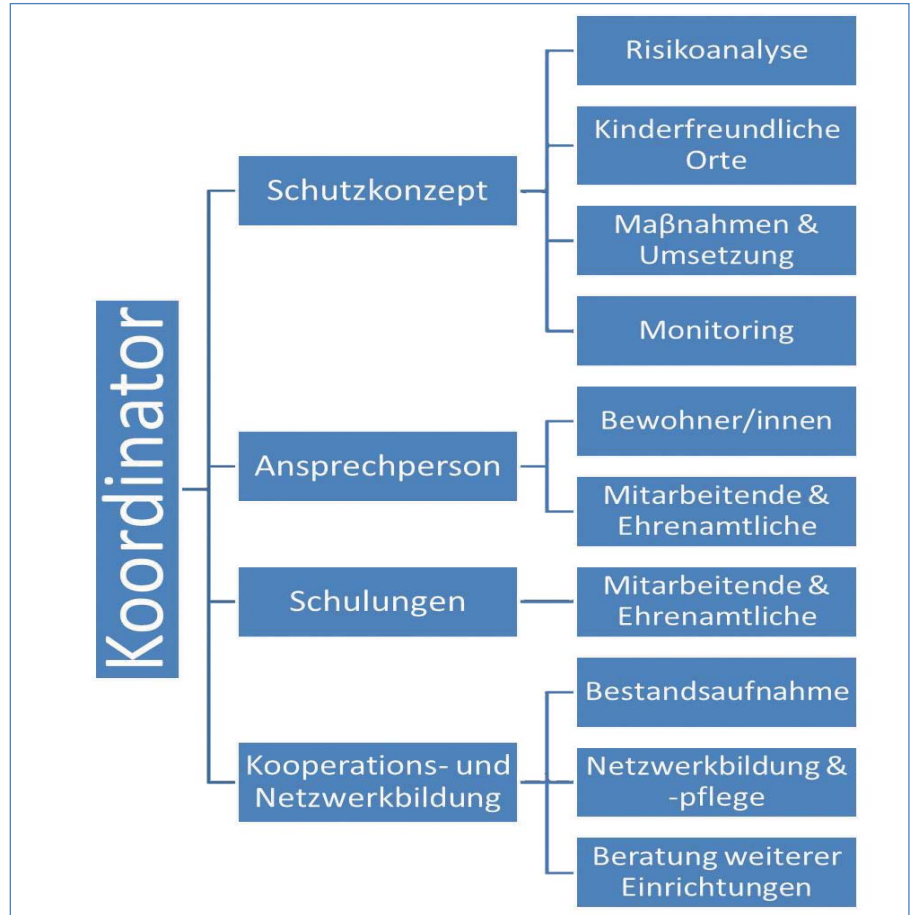 Koordinator
Schutzkonzept
Risikoanalyse
Kinderfreundliche
Orte
Maβnahmen &
Umsetzung
Monitoring
Ansprechperson
Bewohner/innen
Mitarbeitende &
Ehrenamtliche
Schulungen
Mitarbeitende &
Ehrenamtliche
Kooperations- und
Netzwerkbildung
Bestandsaufnahme
Netzwerkbildung &
-pflege
Beratung weiterer
Einrichtungen